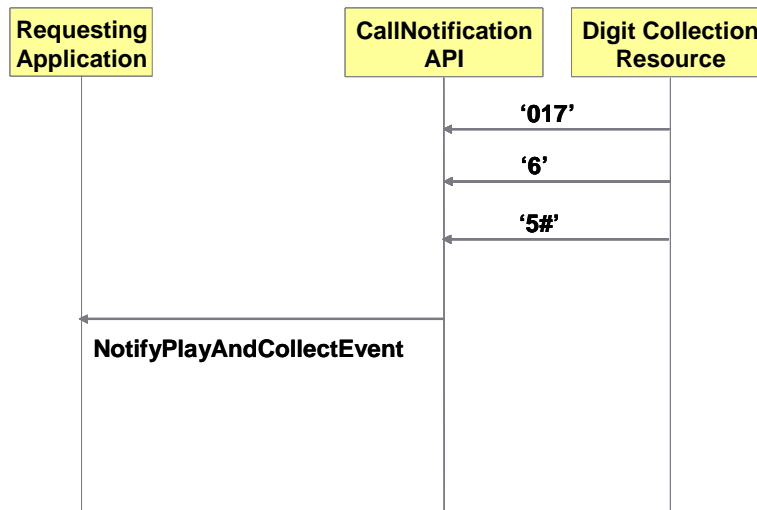 Requesting
Application
CallNotification
API
Digit Collection
Resource
‘017’
‘6’
‘5#’
NotifyPlayAndCollectEvent